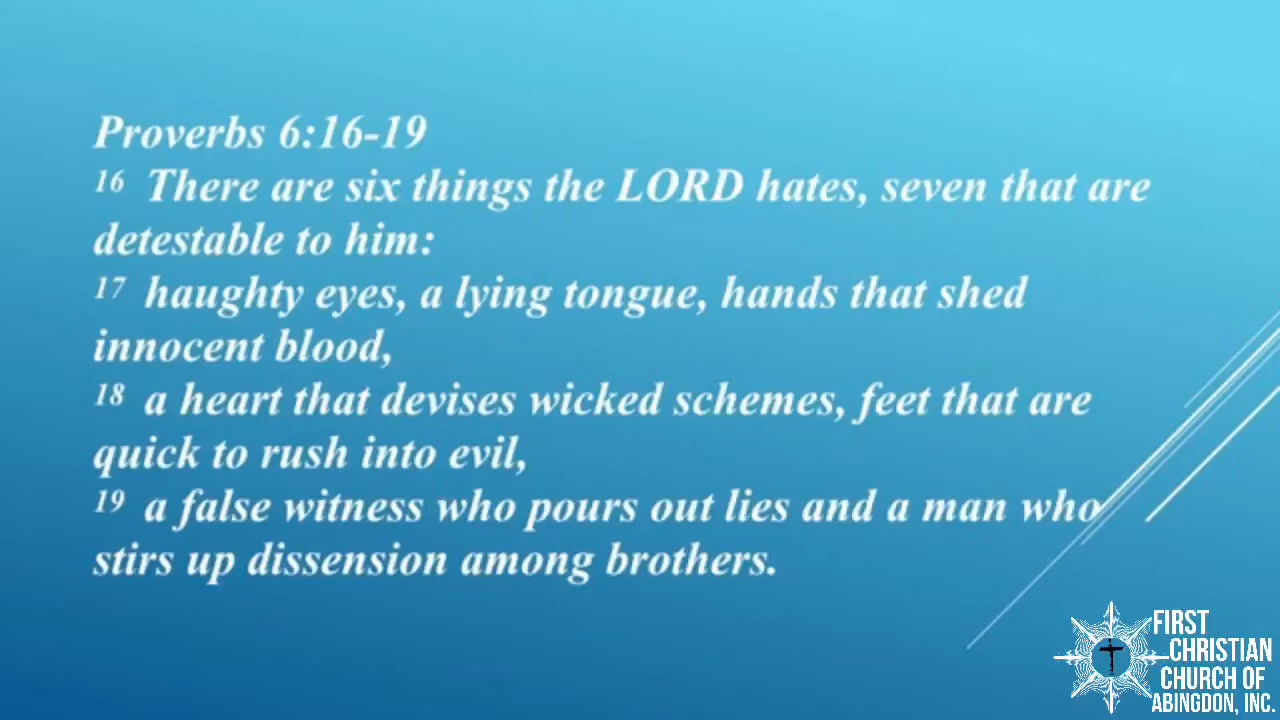 Proverbs 6:16-19
16 There are six things the LORD hates, seven that are
detestable to him:
17 haughty eyes, a lying tongue, hands that shed
innocent blood,
18 a heart that devises wicked schemes, feet that are
quick to rush into evil,
19 a false witness who pours out lies and a man who
stirs up dissension among brothers.
FIRST
CHRISTIAN
CHURCH OF
ABINGDON, INC.